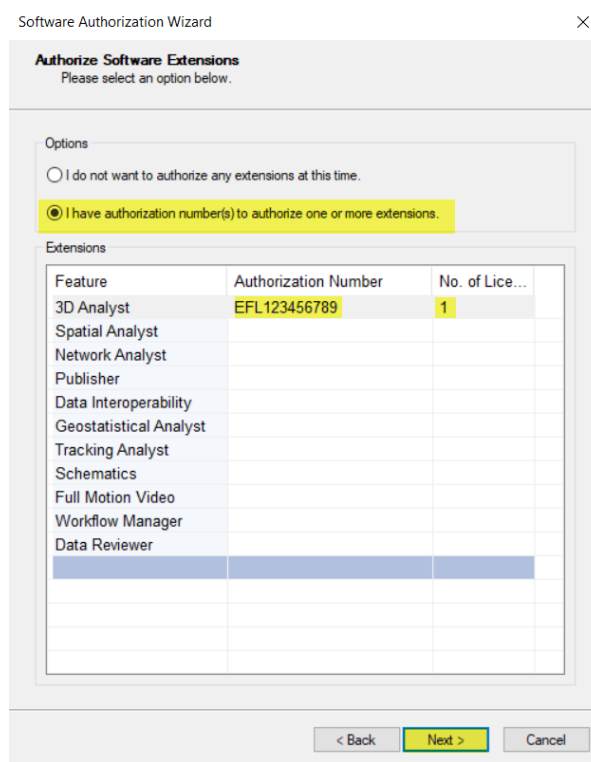 Software Authorization Wizard
Authorize Software Extensions
Please select an option below.
Options
I do not want to authorize any extensions at this time.
I have authorization number(s) to authorize one or more extensions.
Extensions
Feature Authorization Number No. of Lice...
3D Analyst EFL123456789 1
Spatial Analyst
Network Analyst
Publisher
Data Interoperability
Geostatistical Analyst
Tracking Analyst
Schematics
Full Motion Video
Workflow Manager
Data Reviewer
< Back Next > Cancel